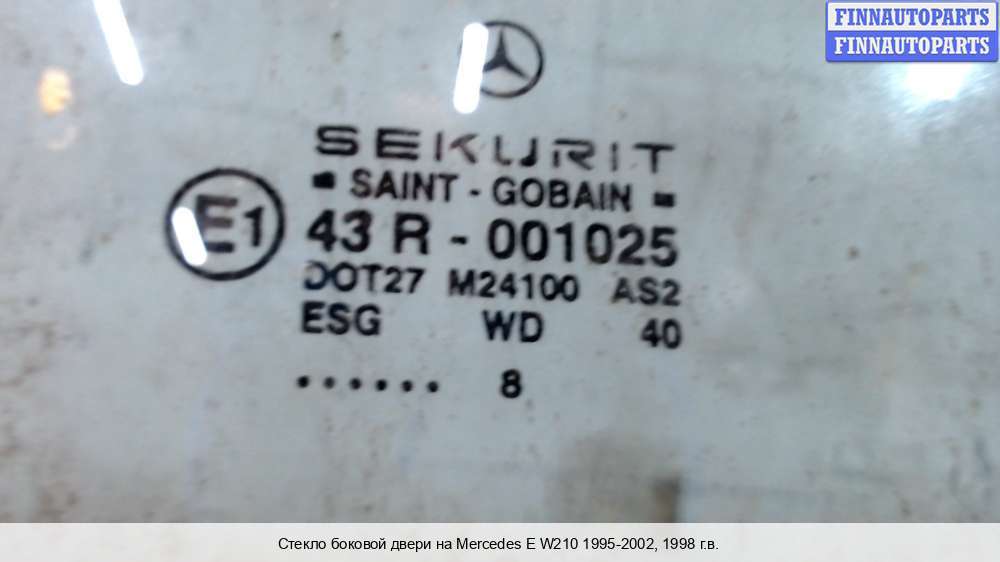 FINNAUTOPARTS
FINNAUTOPARTS
SEKURIT
SAINT - GOBAIN
E1
43 R - 001025
DOT27 M24100 AS2
ESG WD 40
...... 8
Стекло боковой двери на Mercedes E W210 1995-2002, 1998 г.в.